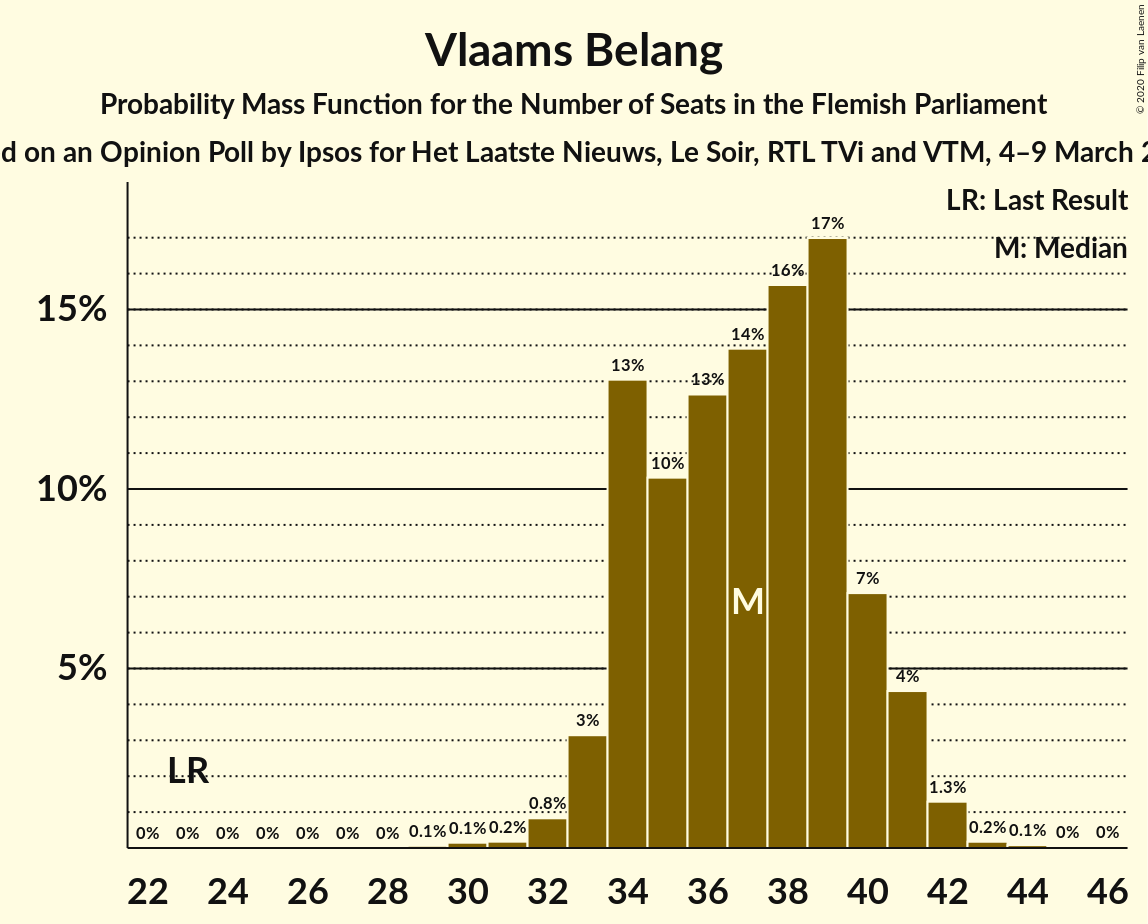 Vlaams Belang
Probability Mass Function for the Number of Seats in the Flemish Parliament
d on an Opinion Poll by Ipsos for Het Laatste Nieuws, Le Soir, RTL TVi and VTM, 4–9 March
© 2020 Filip van Laenen
LR: Last Result
M: Median
15%
10%
5%
0% 0% 0% 0% 0% 0% 0% 0.1% 0.1% 0.2% 0.8% 3% 13% 10% 13% 14% 16% 17% 7% 4% 1.3% 0.2% 0.1% 0% 0%
LR
M
22 24 26 28 30 32 34 36 38 40 42 44 46